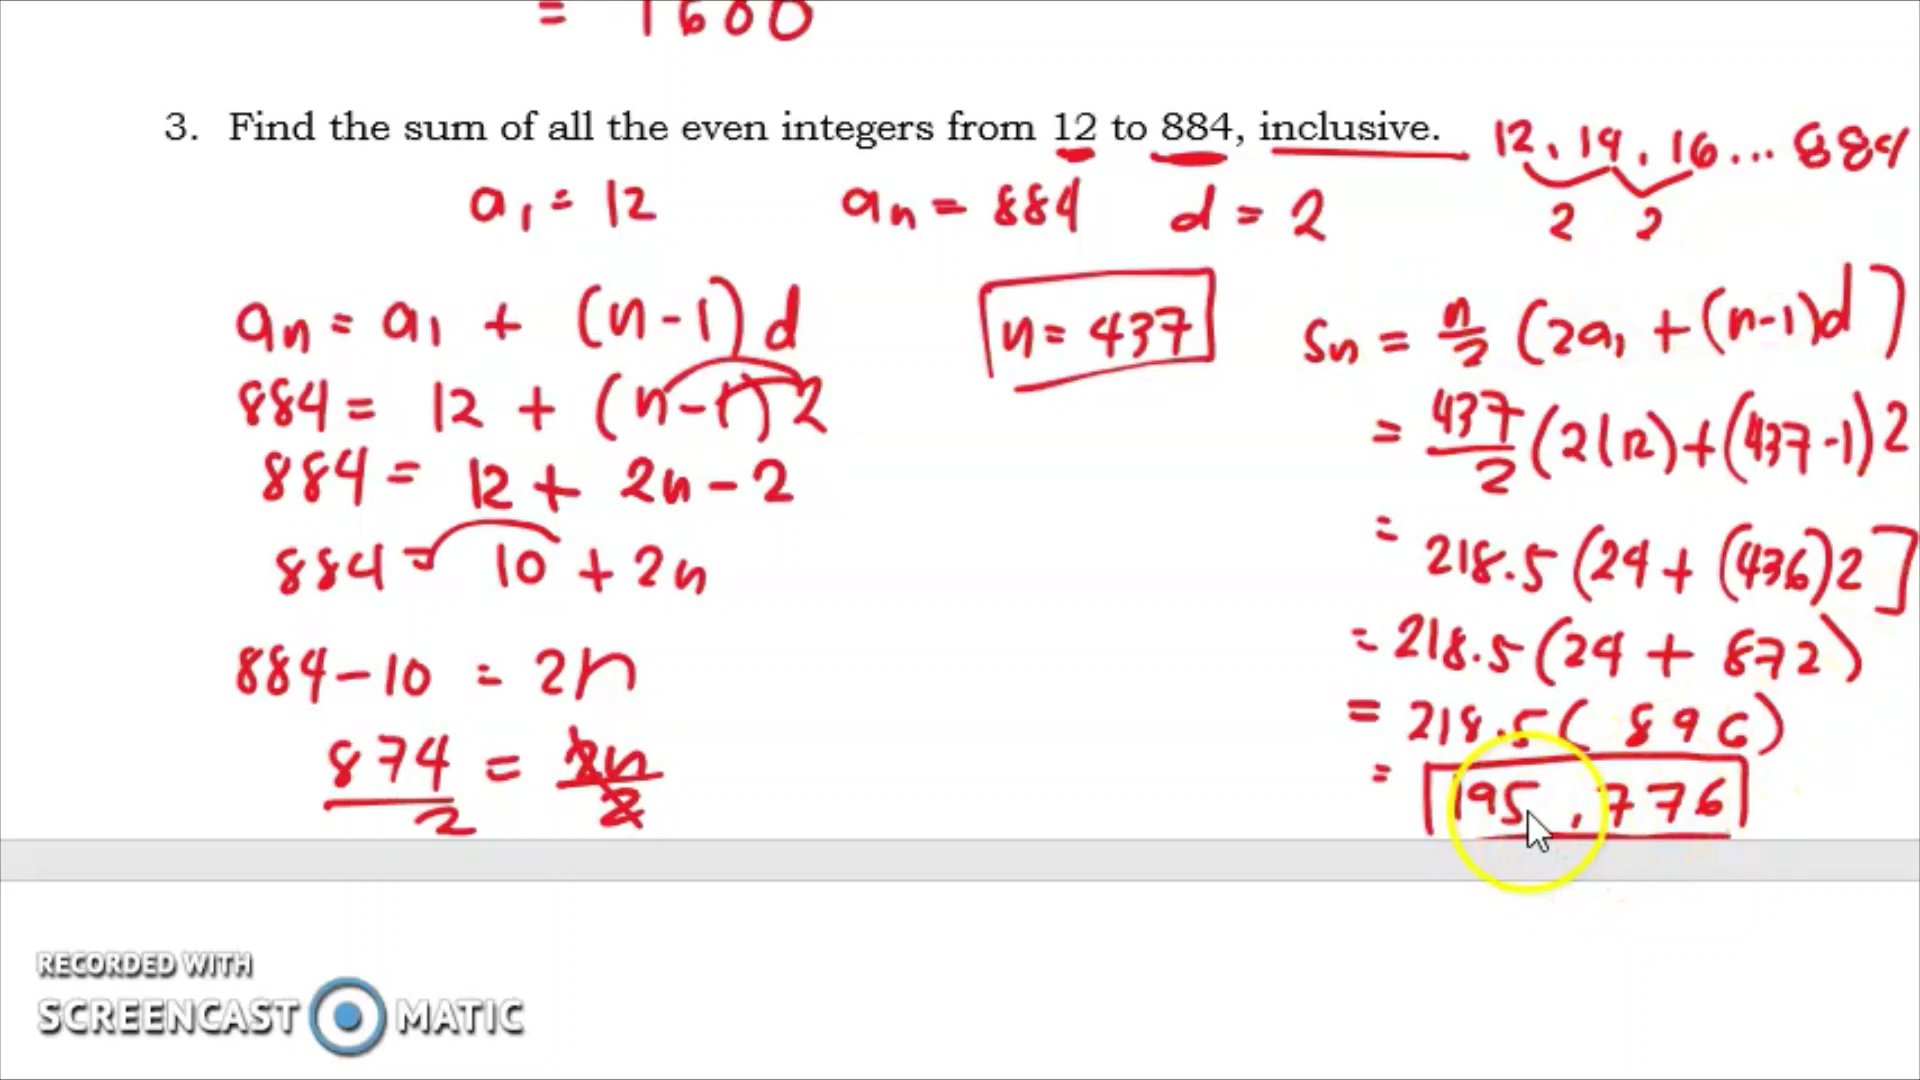 = 1600
3. Find the sum of all the even integers from 12 to 884, inclusive.
12, 14, 16... 884
2 2
a1 = 12 an = 884 d = 2
an = a1 + (n-1)d
884 = 12 + (n-1)2
884 = 12 + 2n - 2
884 = 10 + 2n
884 - 10 = 2n
874/2 = 2n/2
n = 437
Sn = n/2 (2a1 + (n-1)d]
= 437/2 (2(12) + (437-1)2
= 218.5 (24 + (436)2]
= 218.5 (24 + 872)
= 218.5 (896)
= 195,776
RECORDED WITH
SCREENCAST MATIC